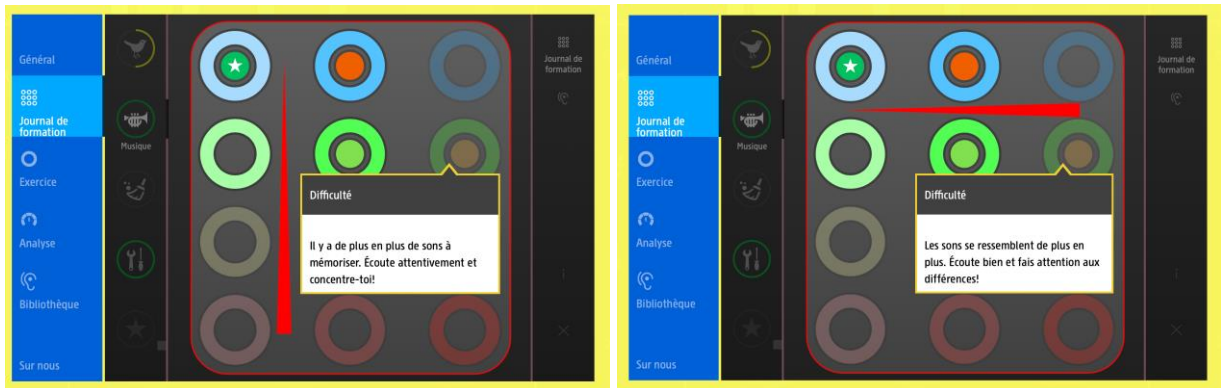 Général
Journal de
formation
Exercice
Analyse
Bibliothèque
Sur nous
Musique
Difficulté
Il y a de plus en plus de sons à
mémoriser. Écoute attentivement et
concentre-toi!
Journal de
formation
Général
Journal de
formation
Exercice
Analyse
Bibliothèque
Sur nous
Musique
Difficulté
Les sons se ressemblent de plus en
plus. Écoute bien et fais attention aux
différences!
Journal de
formation